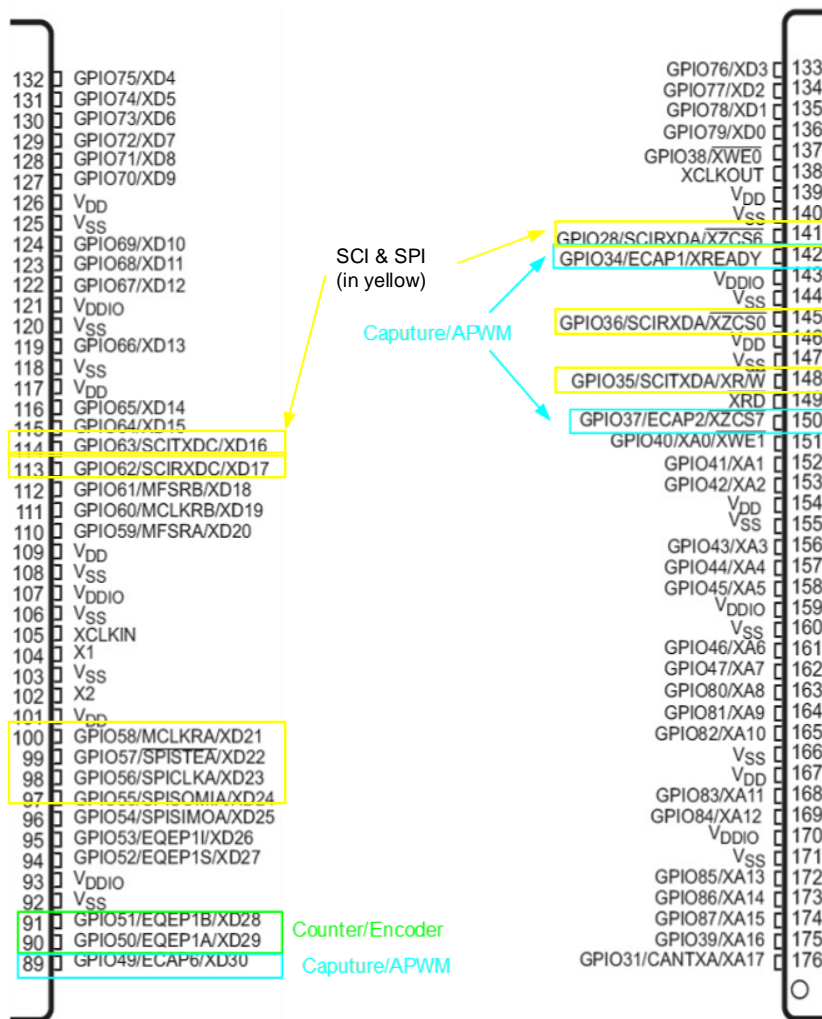 132 GPIO75/XD4
131 GPIO74/XD5
130 GPIO73/XD6
129 GPIO72/XD7
128 GPIO71/XD8
127 GPIO70/XD9
126 VDD
125 VSS
124 GPIO69/XD10
123 GPIO68/XD11
122 GPIO67/XD12
121 VDDIO
120 VSS
119 GPIO66/XD13
118 VSS
117 VDD
116 GPIO65/XD14
115 GPIO64/XD15
114 GPIO63/SCITXDC/XD16
113 GPIO62/SCIRXDC/XD17
112 GPIO61/MFSRB/XD18
111 GPIO60/MCLKRB/XD19
110 GPIO59/MFSRA/XD20
109 VDD
108 VSS
107 VDDIO
106 VSS
105 XCLKIN
104 X1
103 VSS
102 X2
101 VDD
100 GPIO58/MCLKRA/XD21
99 GPIO57/SPISTEA/XD22
98 GPIO56/SPICLKA/XD23
97 GPIO55/SPISOMIA/XD24
96 GPIO54/SPISIMOA/XD25
95 GPIO53/EQEP1I/XD26
94 GPIO52/EQEP1S/XD27
93 VDDIO
92 VSS
91 GPIO51/EQEP1B/XD28
90 GPIO50/EQEP1A/XD29
89 GPIO49/ECAP6/XD30
SCI & SPI
(in yellow)
Caputure/APWM
Counter/Encoder
Caputure/APWM
GPIO76/XD3 133
GPIO77/XD2 134
GPIO78/XD1 135
GPIO79/XD0 136
GPIO38/XWE0 137
XCLKOUT 138
VDD 139
VSS 140
GPIO28/SCIRXDA/XZCS6 141
GPIO34/ECAP1/XREADY 142
VDDIO 143
VSS 144
GPIO36/SCIRXDA/XZCS0 145
VDD 146
VSS 147
GPIO35/SCITXDA/XR/W 148
XRD 149
GPIO37/ECAP2/XZCS7 150
GPIO40/XA0/XWE1 151
GPIO41/XA1 152
GPIO42/XA2 153
VDD 154
VSS 155
GPIO43/XA3 156
GPIO44/XA4 157
GPIO45/XA5 158
VDDIO 159
VSS 160
GPIO46/XA6 161
GPIO47/XA7 162
GPIO80/XA8 163
GPIO81/XA9 164
GPIO82/XA10 165
VSS 166
VDD 167
GPIO83/XA11 168
GPIO84/XA12 169
VDDIO 170
VSS 171
GPIO85/XA13 172
GPIO86/XA14 173
GPIO87/XA15 174
GPIO39/XA16 175
GPIO31/CANTXA/XA17 176